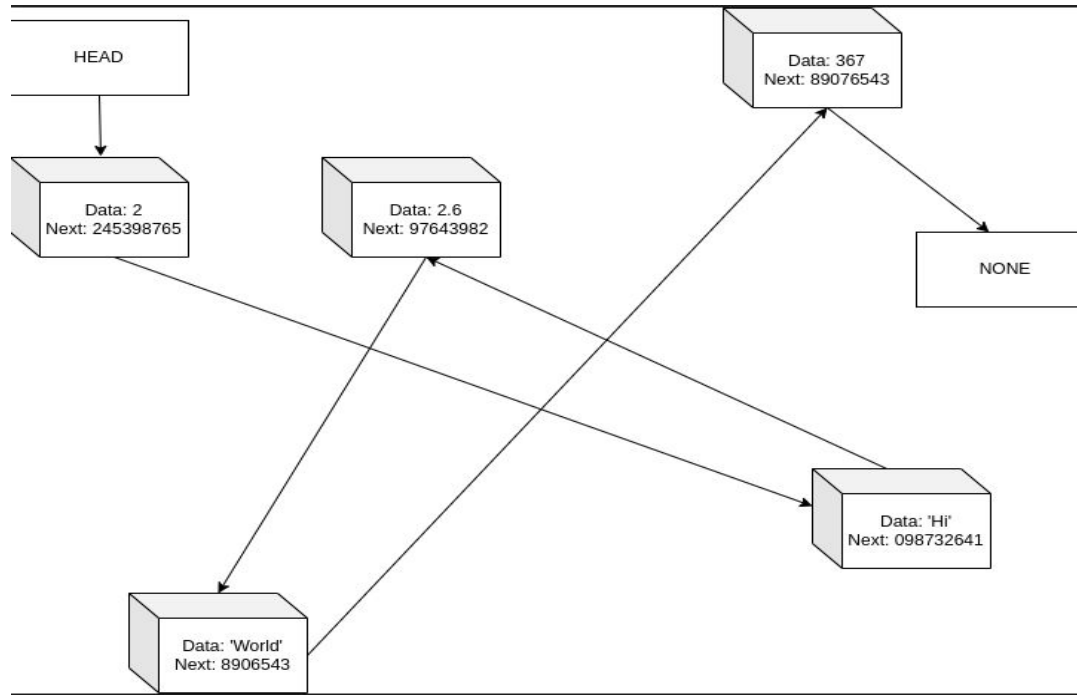 HEAD
Data: 367
Next: 89076543
Data: 2
Next: 245398765
Data: 2.6
Next: 97643982
NONE
Data: 'Hi'
Next: 098732641
Data: 'World'
Next: 8906543